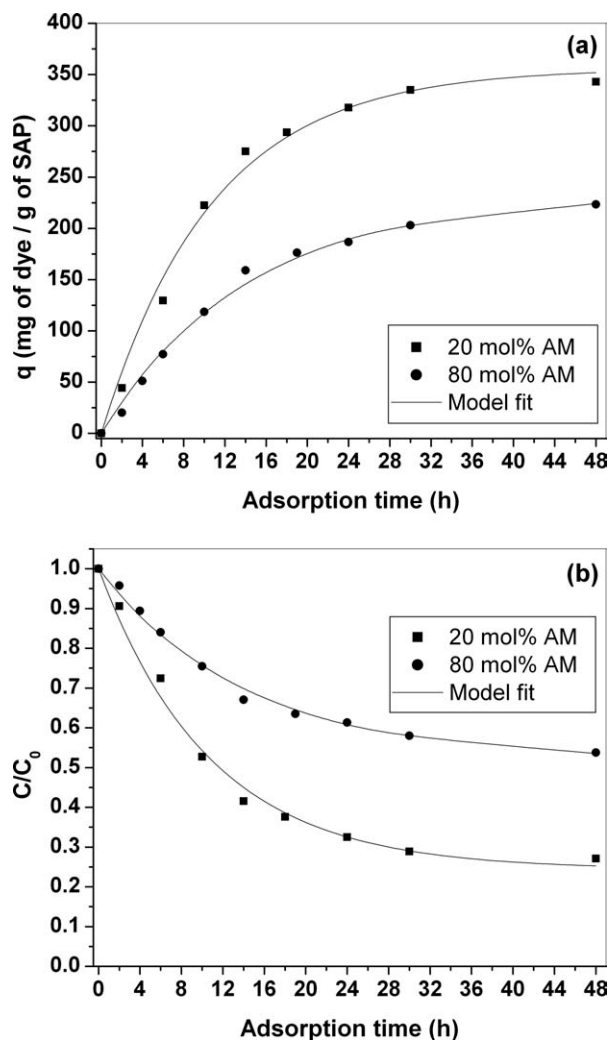 (a)
q (mg of dye / g of SAP)
400
350
300
250
200
150
100
50
0
20 mol% AM
80 mol% AM
Model fit
0 4 8 12 16 20 24 28 32 36 40 44 48
Adsorption time (h)
(b)
C/C₀
1.0
0.9
0.8
0.7
0.6
0.5
0.4
0.3
0.2
0.1
0.0
20 mol% AM
80 mol% AM
Model fit
0 4 8 12 16 20 24 28 32 36 40 44 48
Adsorption time (h)